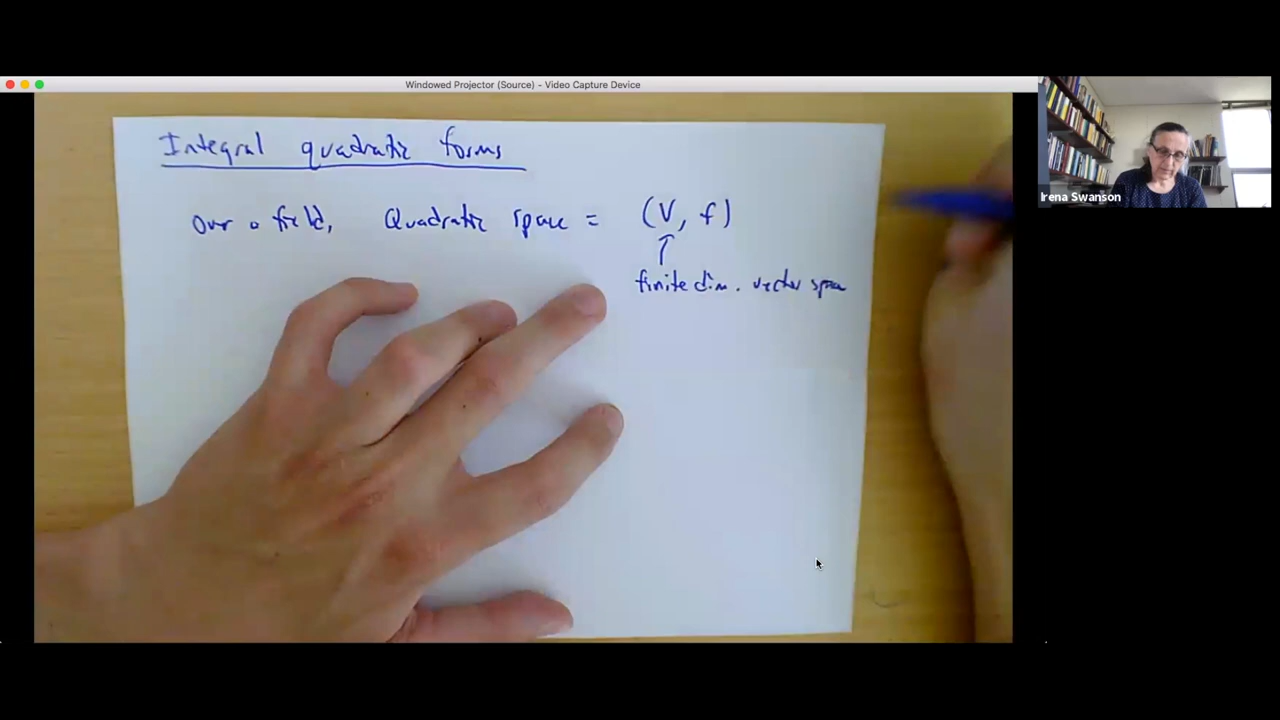 Windowed Projector (Source) - Video Capture Device
Integral quadratic forms
Over a field, Quadratic space = (V, f)
↑
finite dim. vector space
Irena Swanson